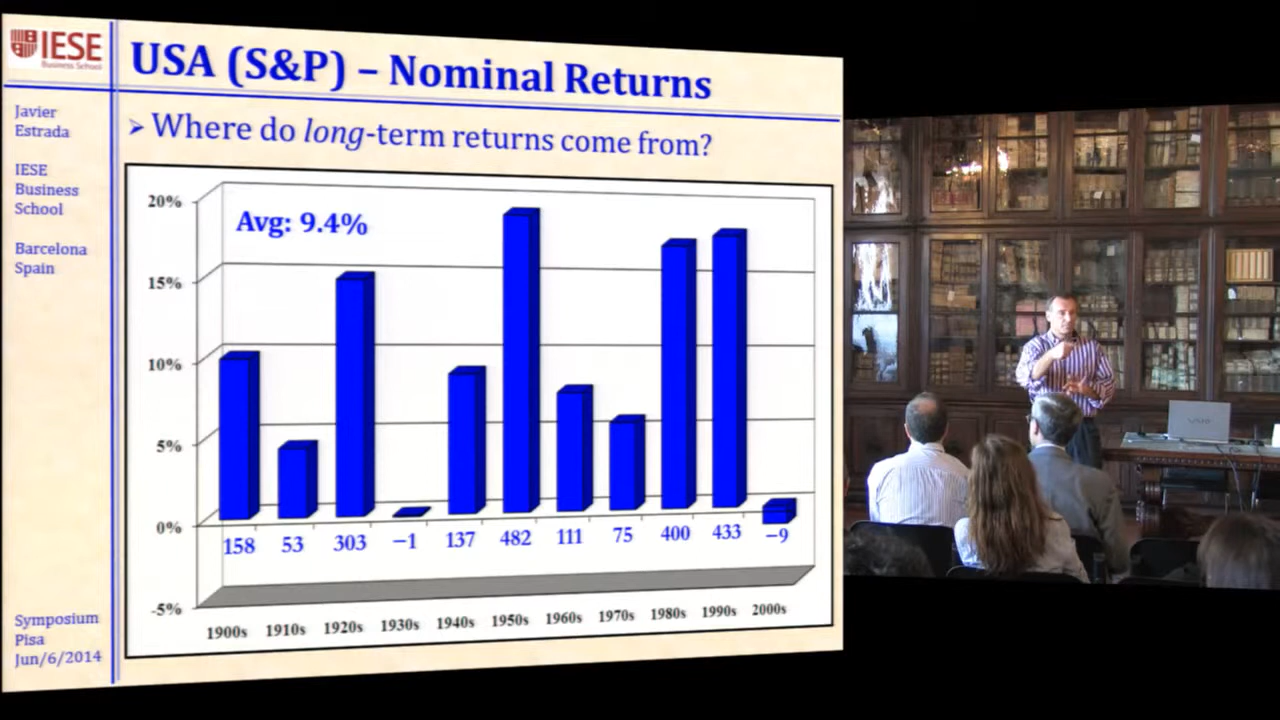 IESE
Business School
USA (S&P) – Nominal Returns
Javier
Estrada
IESE
Business
School
Barcelona
Spain
➢ Where do long-term returns come from?
Avg: 9.4%
20%
15%
10%
5%
0%
-5%
158 53 303 −1 137 482 111 75 400 433 −9
1900s 1910s 1920s 1930s 1940s 1950s 1960s 1970s 1980s 1990s 2000s
Symposium
Pisa
Jun/6/2014
VAIO